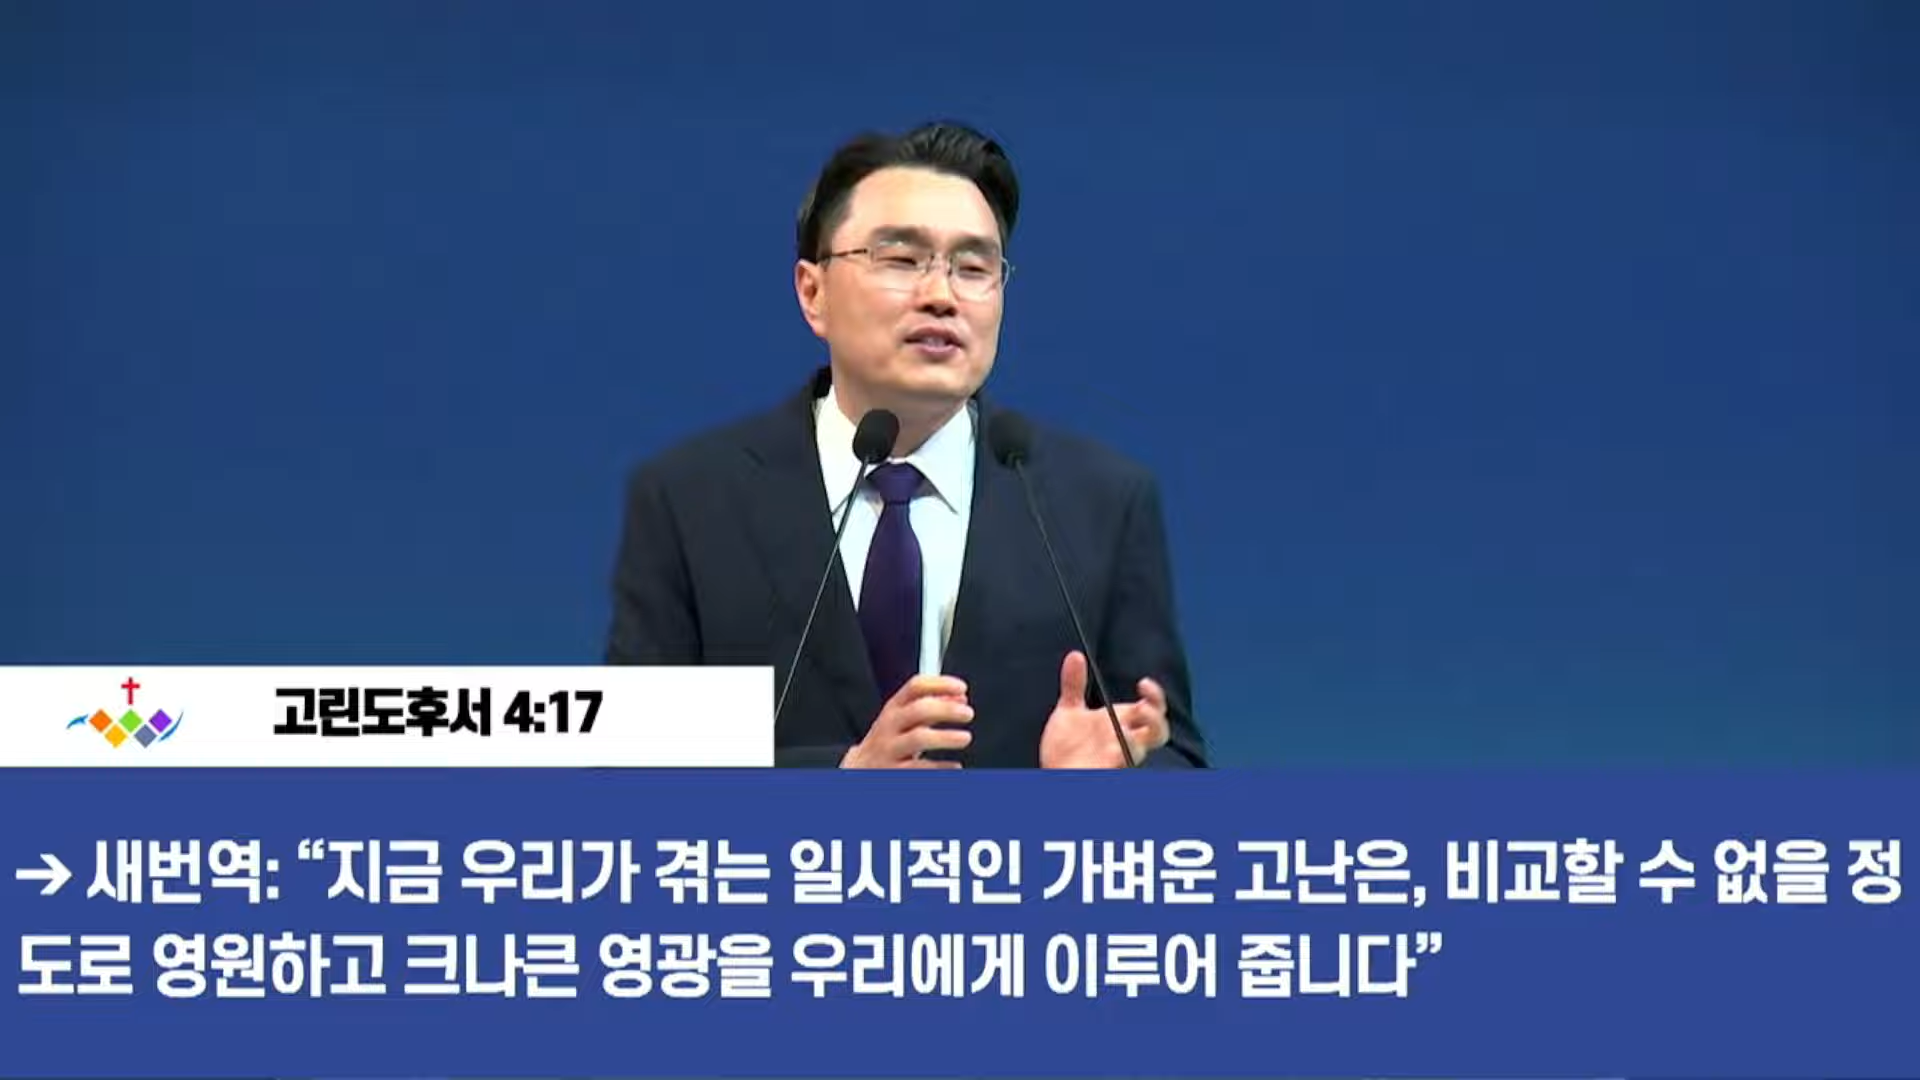 고린도후서 4:17
→ 새번역: “지금 우리가 겪는 일시적인 가벼운 고난은, 비교할 수 없을 정
도로 영원하고 크나큰 영광을 우리에게 이루어 줍니다”